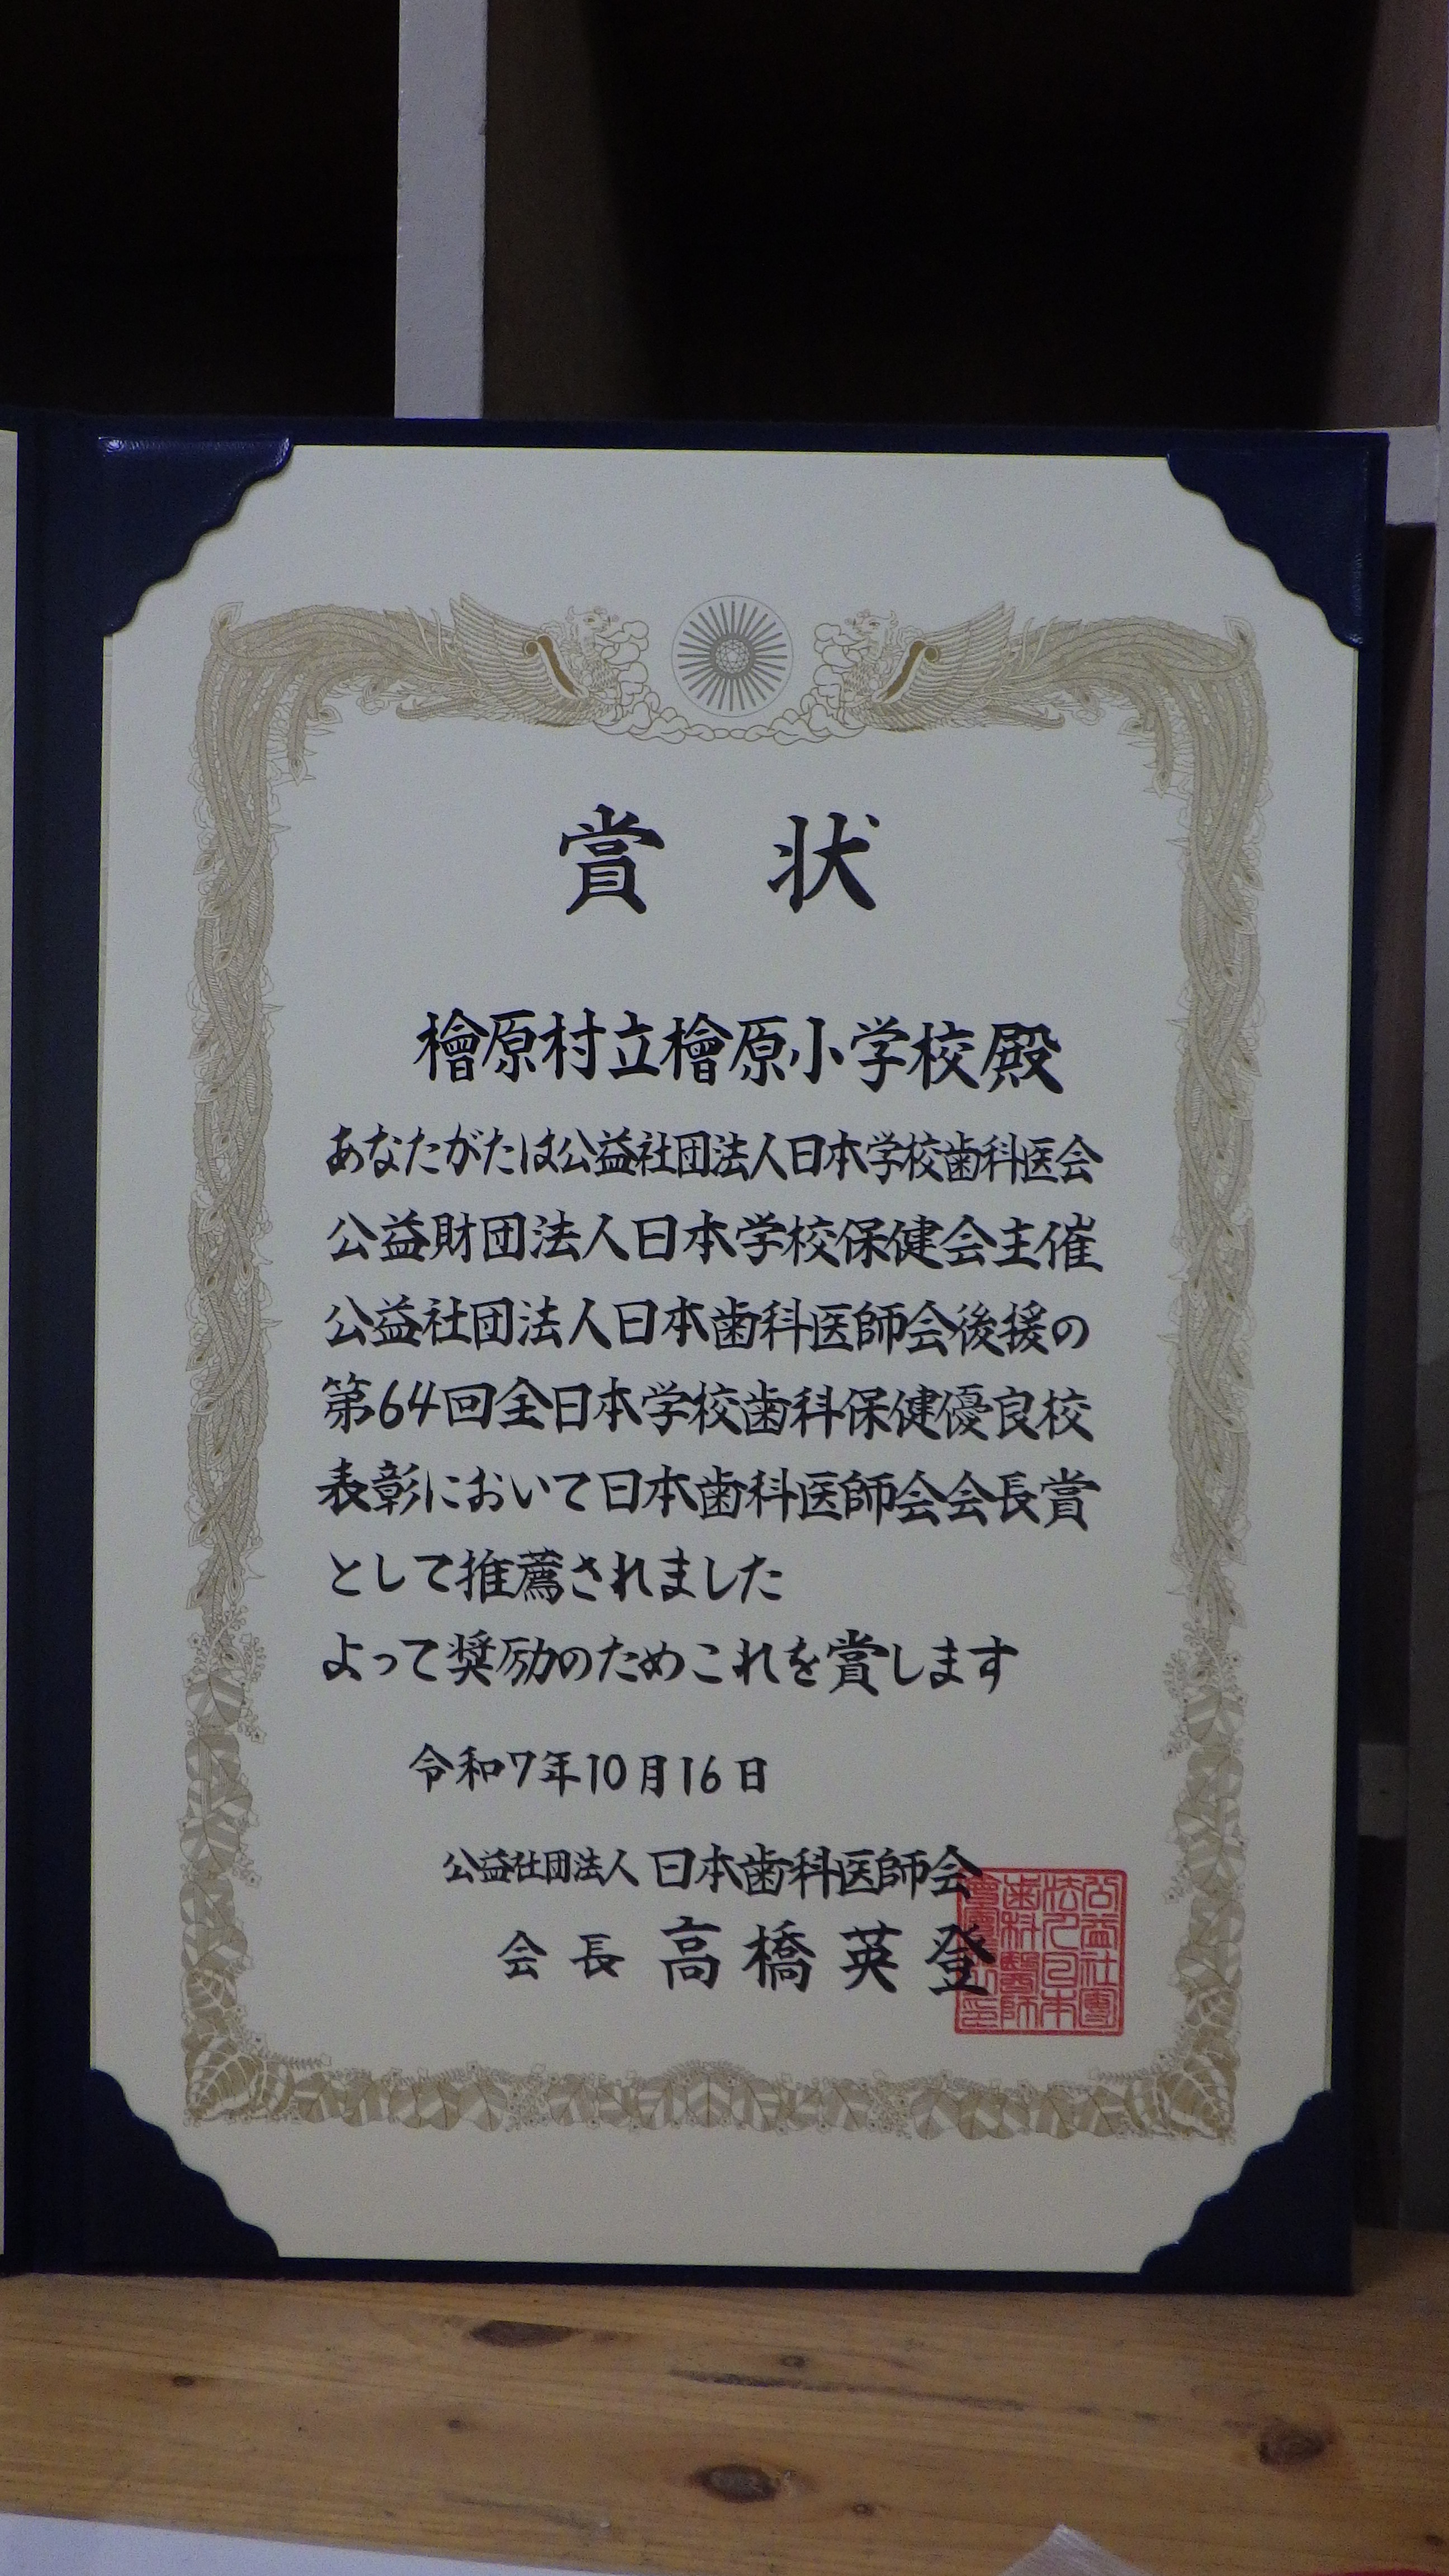 賞状
檜原村立檜原小学校殿
あなたがたは公益社団法人日本学校歯科医会
公益財団法人日本学校保健会主催
公益社団法人日本歯科医師会後援の
第64回全日本学校歯科保健優良校
表彰において日本歯科医師会会長賞
として推薦されました
よって奨励のためこれを賞します
令和7年10月16日
公益社団法人日本歯科医師会
会長高橋英登